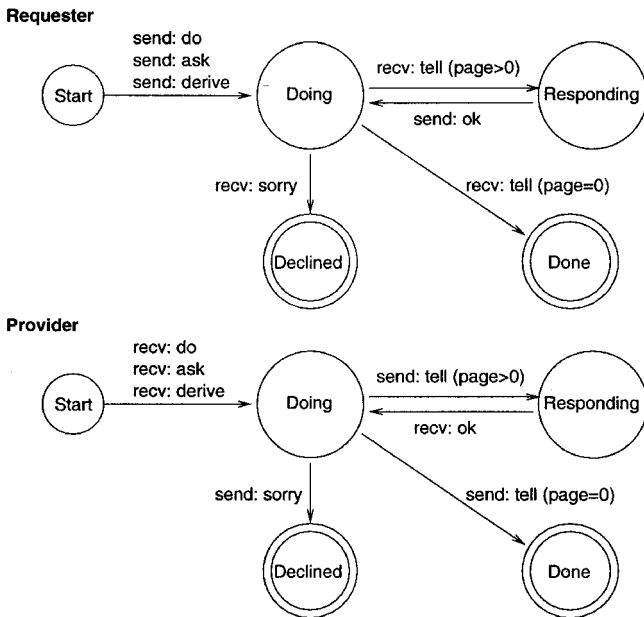 Requester
send: do
send: ask
send: derive
Start
Doing
recv: tell (page>0)
send: ok
Responding
recv: sorry
recv: tell (page=0)
Declined
Done
Provider
recv: do
recv: ask
recv: derive
Start
Doing
send: tell (page>0)
recv: ok
Responding
send: sorry
send: tell (page=0)
Declined
Done